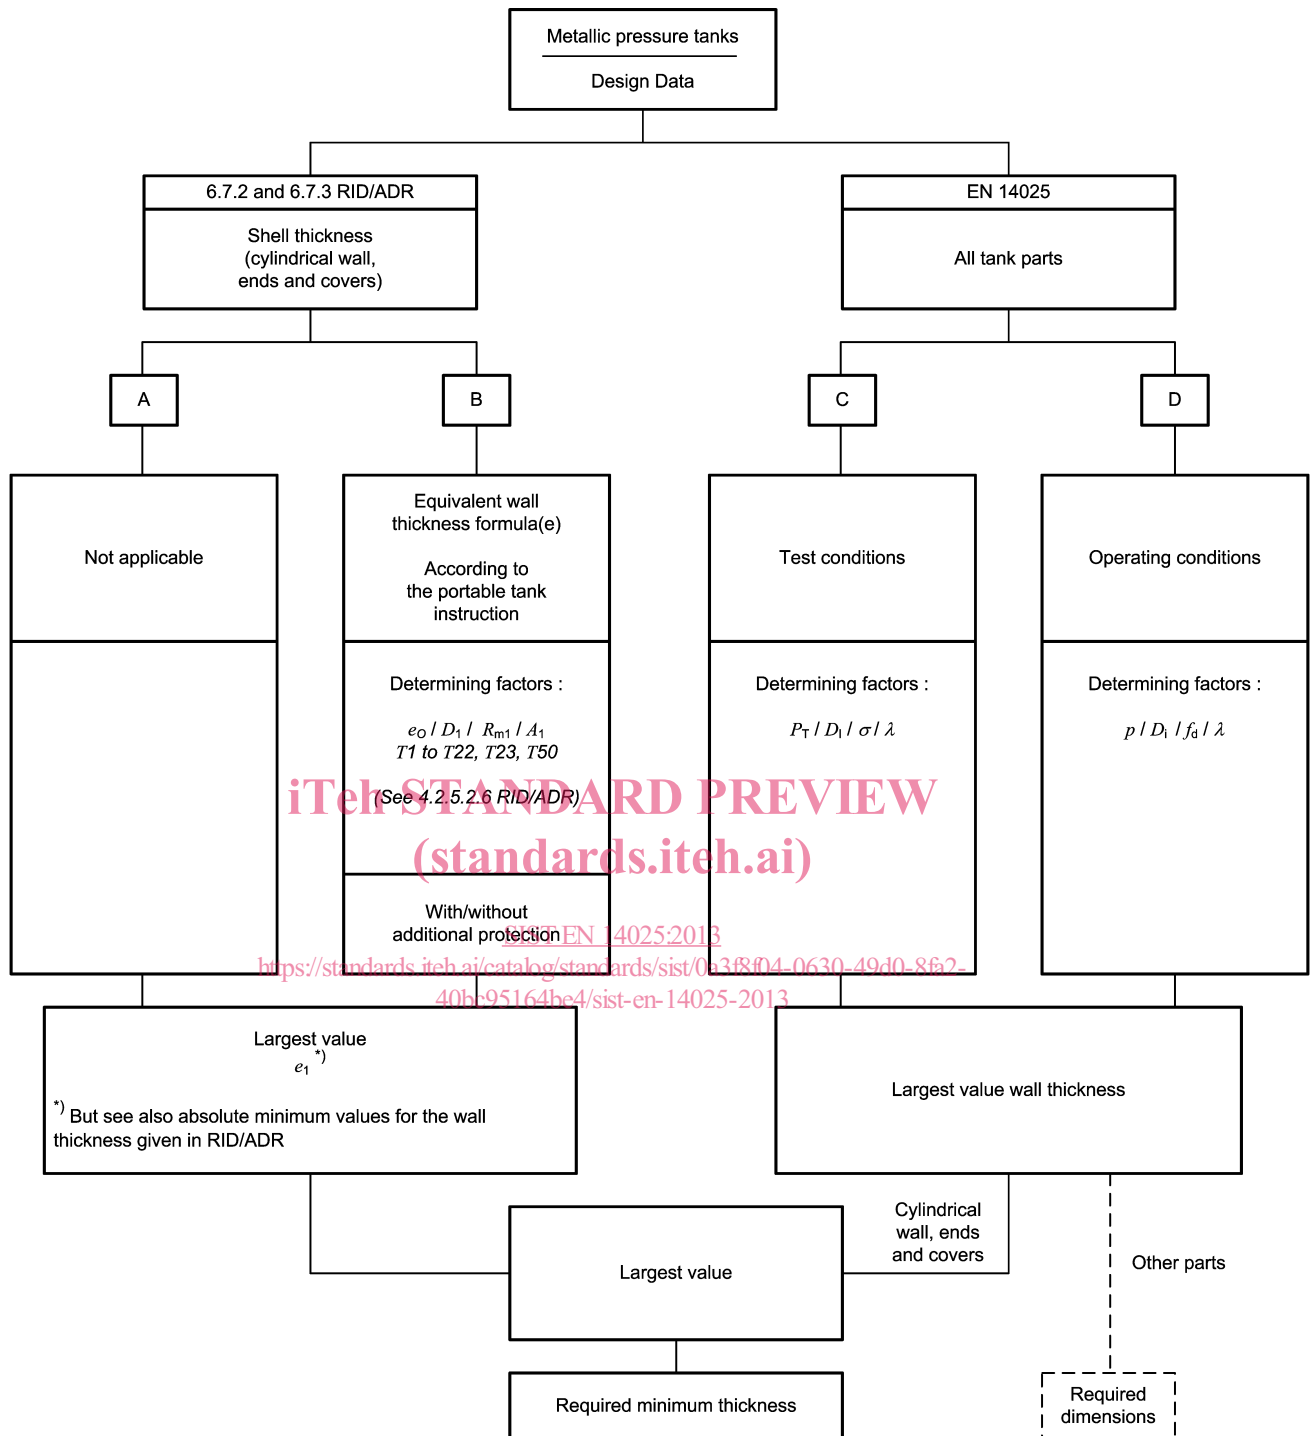 Metallic pressure tanks
Design Data
6.7.2 and 6.7.3 RID/ADR
Shell thickness
(cylindrical wall,
ends and covers)
EN 14025
All tank parts
A
B
C
D
Not applicable
Equivalent wall
thickness formula(e)
According to
the portable tank
instruction
Test conditions
Operating conditions
Determining factors :
eO / D1 / Rm1 / A1
T1 to T22, T23, T50
(See 4.2.5.2.6 RID/ADR)
With/without
additional protection
Determining factors :
PT / DI / σ / λ
Determining factors :
p / Di / fd / λ
iTeh STANDARD PREVIEW
(standards.iteh.ai)
SIST EN 14025:2013
https://standards.iteh.ai/catalog/standards/sist/0a3f8f04-0630-49d0-8fa2-
40bc95164be4/sist-en-14025-2013
Largest value
e1 *)
*) But see also absolute minimum values for the wall
thickness given in RID/ADR
Largest value wall thickness
Cylindrical
wall, ends
and covers
Other parts
Largest value
Required minimum thickness
Required
dimensions